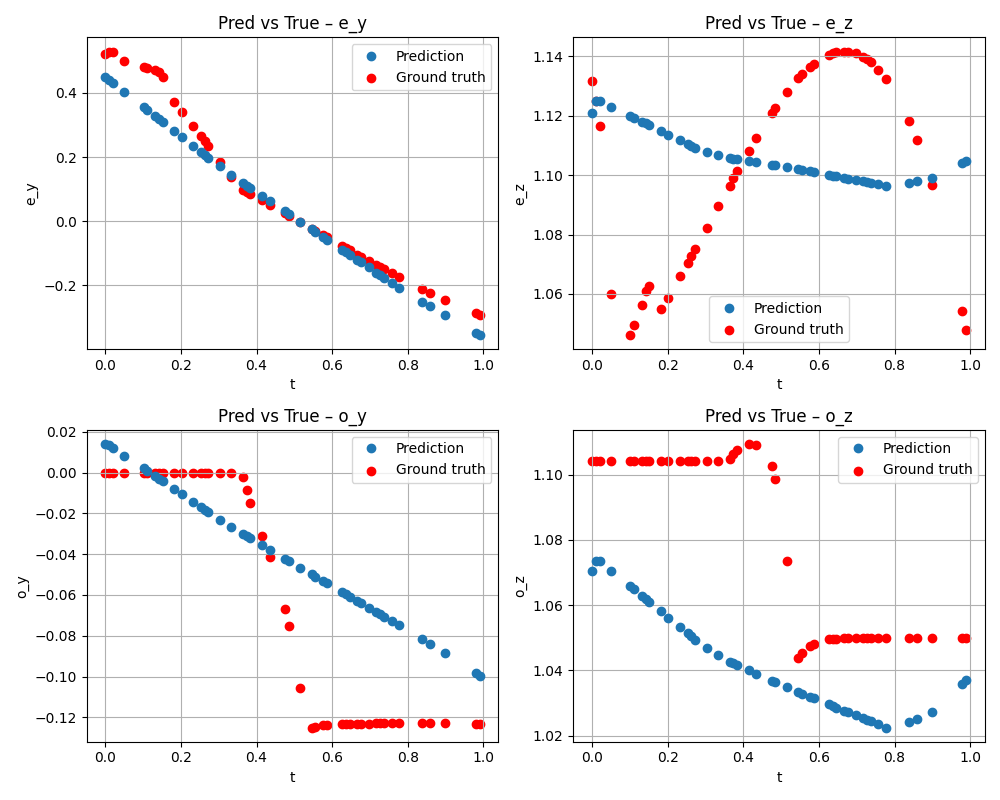 Pred vs True – e_y
0.4
0.2
0.0
−0.2
e_y
0.0
0.2
0.4
0.6
0.8
1.0
t
Prediction
Ground truth
Pred vs True – e_z
1.14
1.12
1.10
1.08
1.06
e_z
0.0
0.2
0.4
0.6
0.8
1.0
t
Prediction
Ground truth
Pred vs True – o_y
0.02
0.00
−0.02
−0.04
−0.06
−0.08
−0.10
−0.12
o_y
0.0
0.2
0.4
0.6
0.8
1.0
t
Prediction
Ground truth
Pred vs True – o_z
1.10
1.08
1.06
1.04
1.02
o_z
0.0
0.2
0.4
0.6
0.8
1.0
t
Prediction
Ground truth